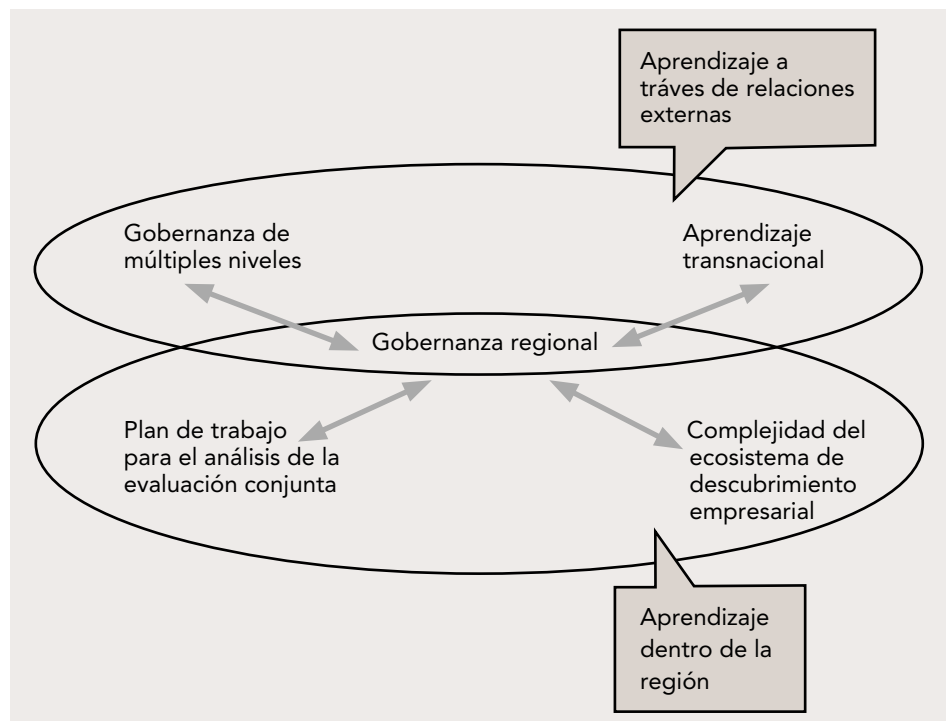 Aprendizaje a
tráves de relaciones
externas
Gobernanza de
múltiples niveles
Aprendizaje
transnacional
Gobernanza regional
Plan de trabajo
para el análisis de la
evaluación conjunta
Complejidad del
ecosistema de
descubrimiento
empresarial
Aprendizaje
dentro de la
región